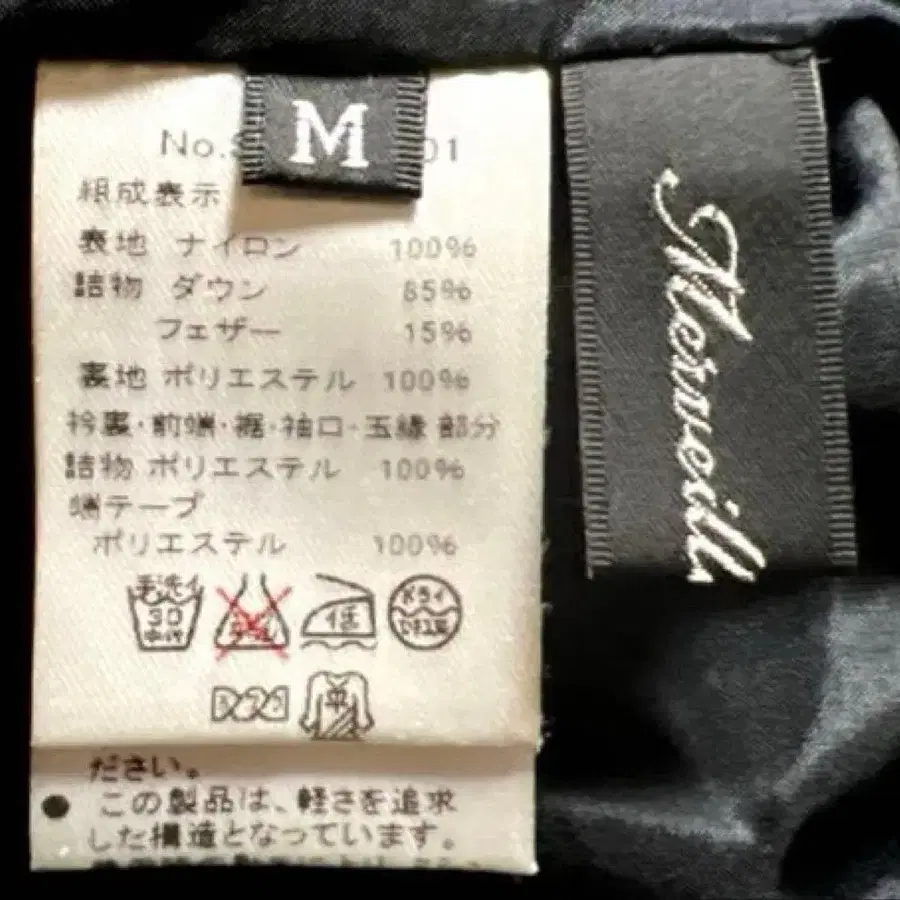 M
No.S 01
組成表示
表地 ナイロン 100%
詰物 ダウン 85%
フェザー 15%
裏地 ポリエステル 100%
衿裏・前端・裾・袖口・玉縁 部分
詰物 ポリエステル 100%
端テープ
ポリエステル 100%
手洗イ
30
中性
低
ドライ
平
ださい。
● この製品は、軽さを追求
した構造となっています。
Merveill